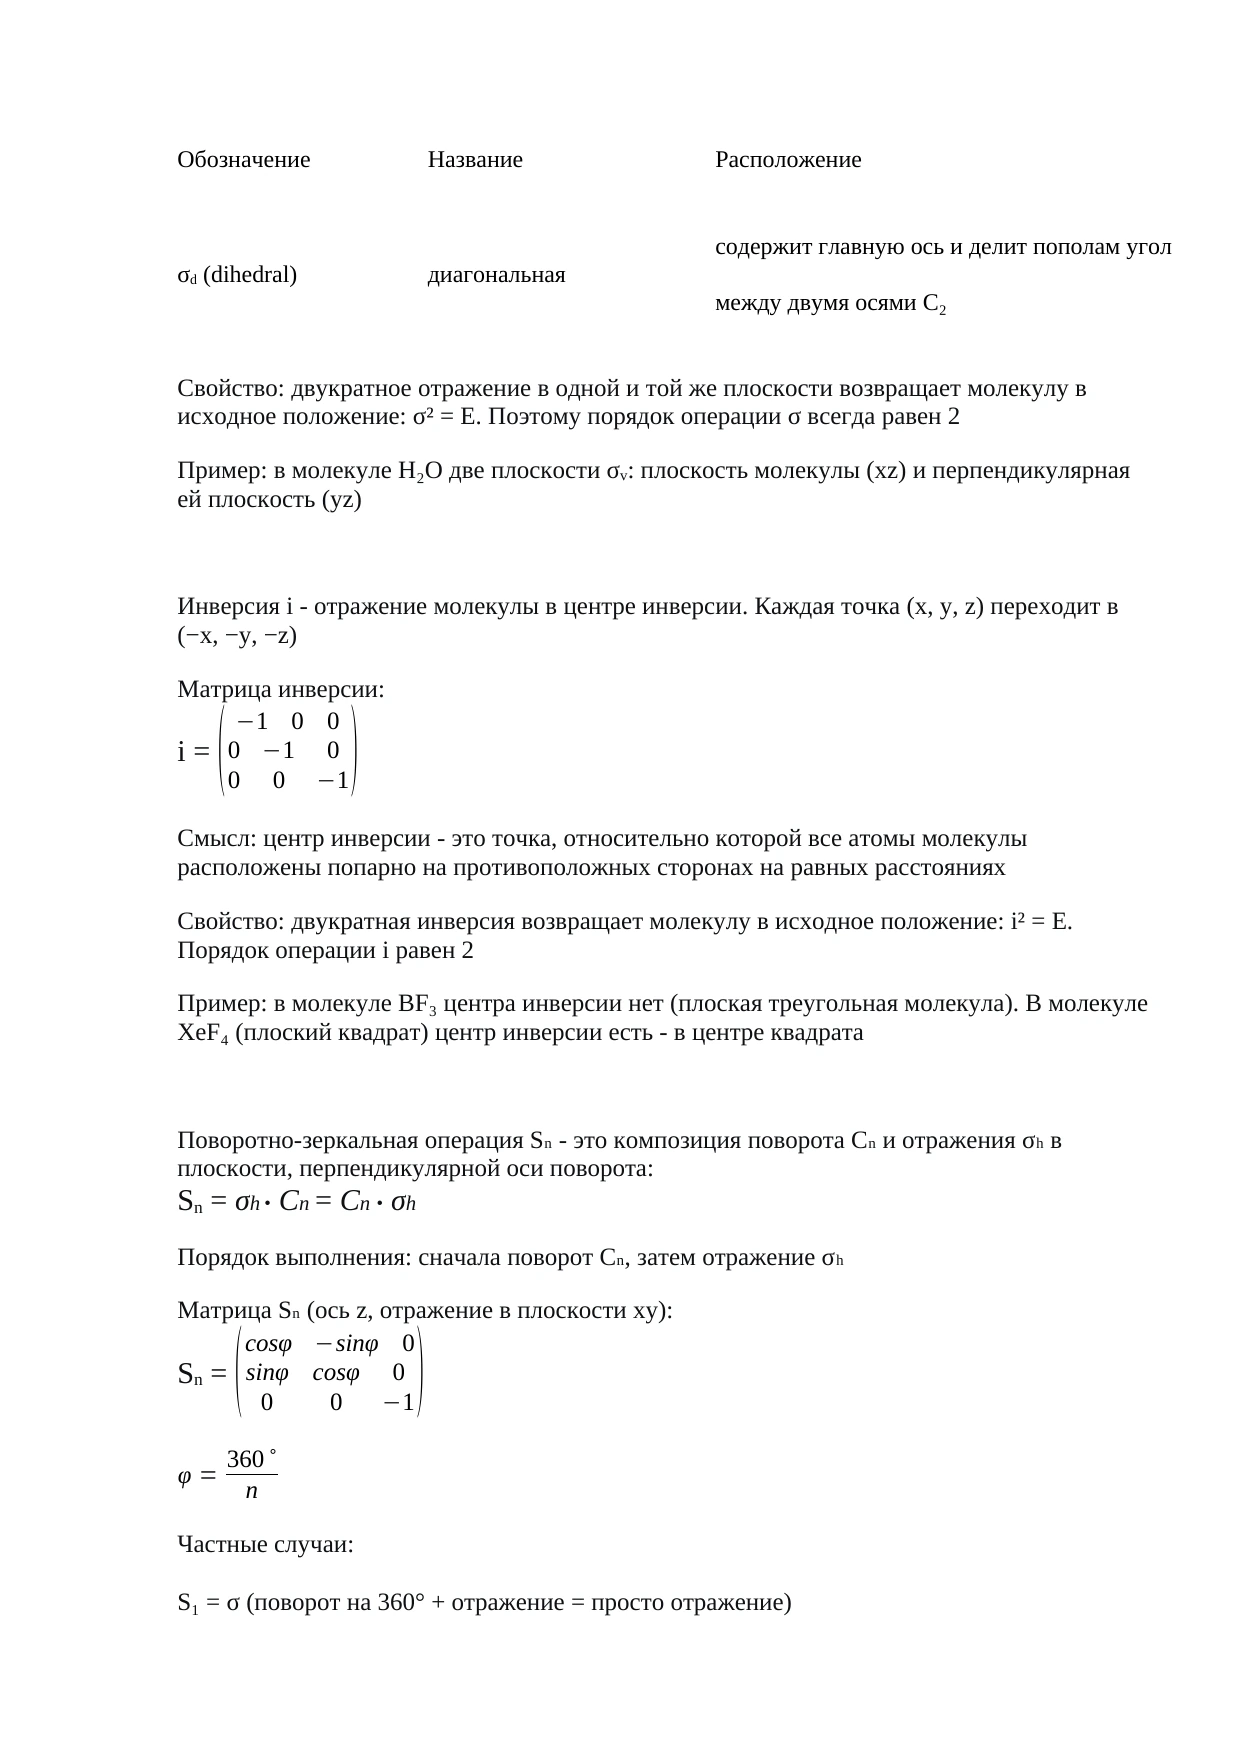 Обозначение Название Расположение
содержит главную ось и делит пополам угол
σd (dihedral) диагональная
между двумя осями C₂
Свойство: двукратное отражение в одной и той же плоскости возвращает молекулу в
исходное положение: σ² = E. Поэтому порядок операции σ всегда равен 2
Пример: в молекуле H₂O две плоскости σᵥ: плоскость молекулы (xz) и перпендикулярная
ей плоскость (yz)
Инверсия i - отражение молекулы в центре инверсии. Каждая точка (x, y, z) переходит в
(−x, −y, −z)
Матрица инверсии:
−1 0 0
i = 0 −1 0
0 0 −1
Смысл: центр инверсии - это точка, относительно которой все атомы молекулы
расположены попарно на противоположных сторонах на равных расстояниях
Свойство: двукратная инверсия возвращает молекулу в исходное положение: i² = E.
Порядок операции i равен 2
Пример: в молекуле BF₃ центра инверсии нет (плоская треугольная молекула). В молекуле
XeF₄ (плоский квадрат) центр инверсии есть - в центре квадрата
Поворотно-зеркальная операция Sn - это композиция поворота Cn и отражения σh в
плоскости, перпендикулярной оси поворота:
Sn = σh · Cn = Cn · σh
Порядок выполнения: сначала поворот Cn, затем отражение σh
Матрица Sn (ось z, отражение в плоскости xy):
cosφ −sinφ 0
Sn = sinφ cosφ 0
0 0 −1
φ = 360°
n
Частные случаи:
S₁ = σ (поворот на 360° + отражение = просто отражение)